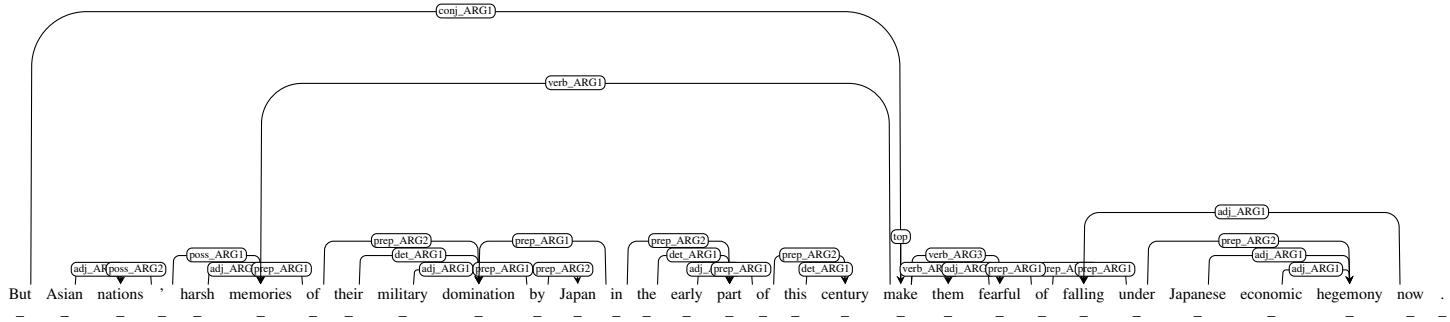 conj_ARG1
verb_ARG1
adj_ARG1
top
prep_ARG2 prep_ARG1 prep_ARG2 prep_ARG2
poss_ARG1 det_ARG1 det_ARG1 prep_ARG2 verb_ARG3 adj_ARG1
poss_ARG2 prep_ARG1 adj_ARG1 prep_ARG1 prep_ARG2 prep_ARG1 det_ARG1 prep_ARG1 prep_ARG1 adj_ARG1
But Asian nations ' harsh memories of their military domination by Japan in the early part of this century make them fearful of falling under Japanese economic hegemony now .